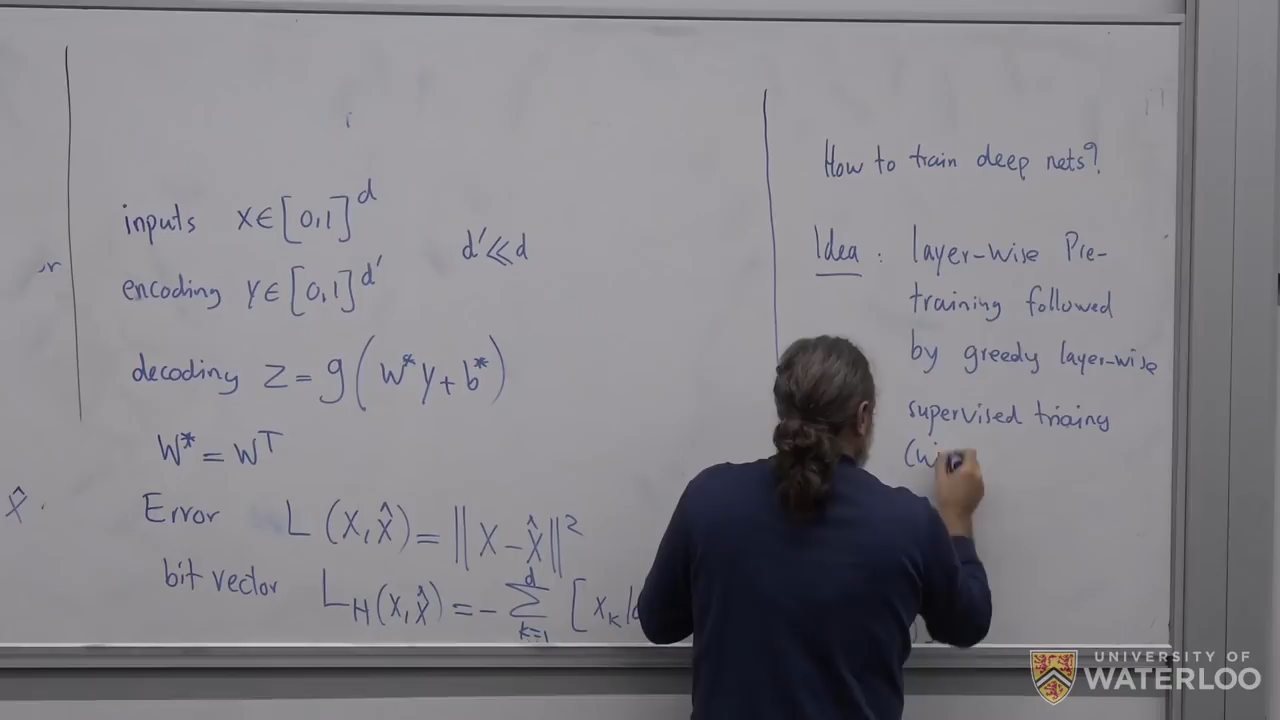 inputs x∈[0,1]^d
d'≪d
encoding y∈[0,1]^d'
decoding z=g(w*y+b*)
W*=W^T
Error L(x,x̂)=‖x-x̂‖²
bit vector L_H(x,x̂)=-∑_{k=1}^{d}[x_k
x̂.
How to train deep nets?
Idea: layer-wise Pre-
training followed
by greedy layer-wise
supervised triaing
UNIVERSITY OF
WATERLOO